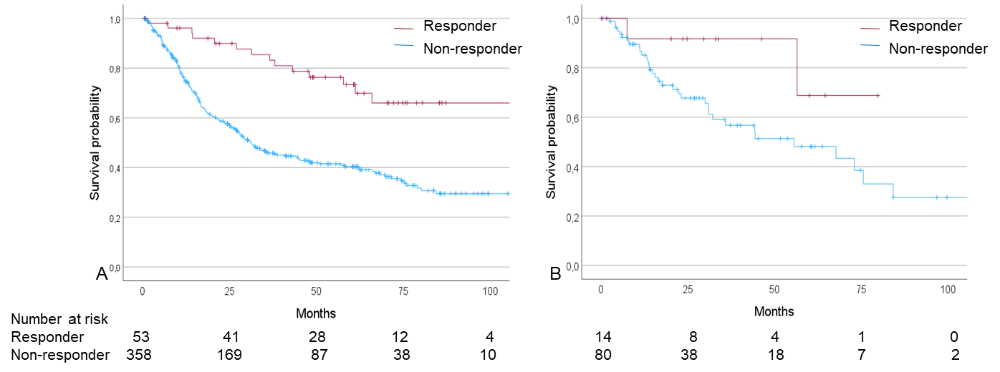 Responder
Non-responder
1,0
0,8
0,6
0,4
0,2
0,0
Survival probability
A
0 25 50 75 100
Months
Responder
Non-responder
1,0
0,8
0,6
0,4
0,2
0,0
Survival probability
B
0 25 50 75 100
Months
Number at risk
Responder 53 41 28 12 4 14 8 4 1 0
Non-responder 358 169 87 38 10 80 38 18 7 2